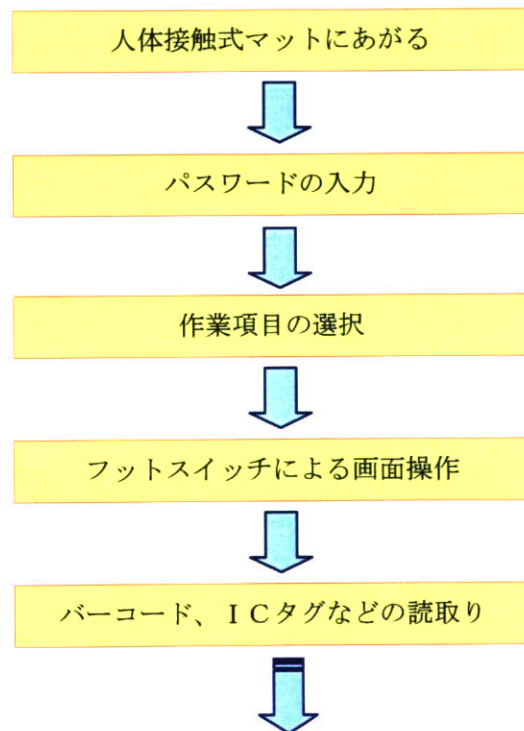 人体接触式マットにあがる
パスワードの入力
作業項目の選択
フットスイッチによる画面操作
バーコード、ＩＣタグなどの読取り